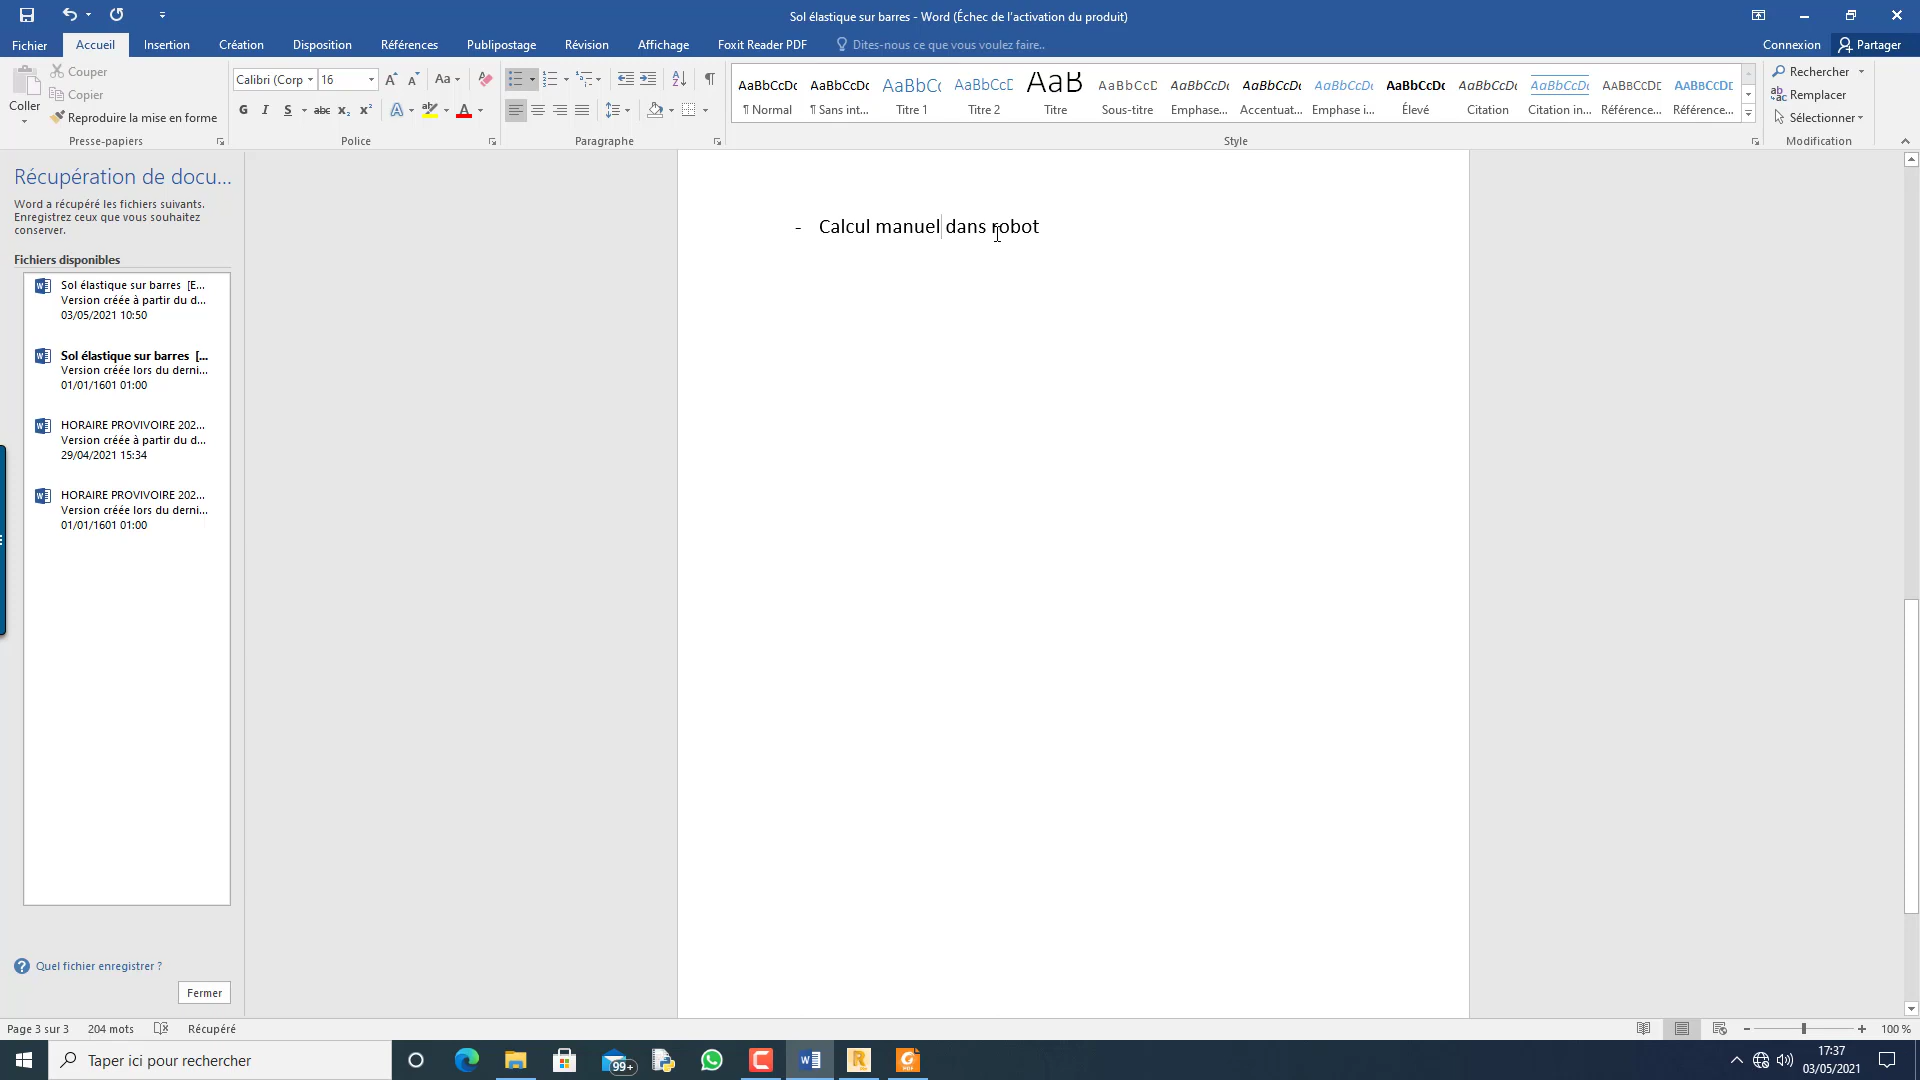 Sol élastique sur barres - Word (Échec de l'activation du produit)
Fichier Accueil Insertion Création Disposition Références Publipostage Révision Affichage Foxit Reader PDF Dites-nous ce que vous voulez faire.. Connexion Partager
Coller
Couper
Copier
Reproduire la mise en forme
Presse-papiers
Calibri (Corp 16
G I S abc x₂ x² A
Police
Paragraphe
AaBbCcDc AaBbCcDc AaBbCc AaBbCcD AaB AaBbCcD AaBbCcDc AaBbCcDc AaBbCcDc AaBbCcDc AaBbCcDc AaBbCcDc AABBCCDE AABBCCDE
¶ Normal ¶ Sans int... Titre 1 Titre 2 Titre Sous-titre Emphase... Accentuat... Emphase i... Élevé Citation Citation in... Référence... Référence...
Style
Rechercher
Remplacer
Sélectionner
Modification
Récupération de docu...
Word a récupéré les fichiers suivants.
Enregistrez ceux que vous souhaitez
conserver.
Fichiers disponibles
Sol élastique sur barres [E...
Version créée à partir du d...
03/05/2021 10:50
Sol élastique sur barres [...
Version créée lors du derni...
01/01/1601 01:00
HORAIRE PROVIVOIRE 202...
Version créée à partir du d...
29/04/2021 15:34
HORAIRE PROVIVOIRE 202...
Version créée lors du derni...
01/01/1601 01:00
Quel fichier enregistrer ?
Fermer
- Calcul manuel dans robot
Page 3 sur 3 204 mots Récupéré
100 %
Taper ici pour rechercher
99+
17:37
03/05/2021